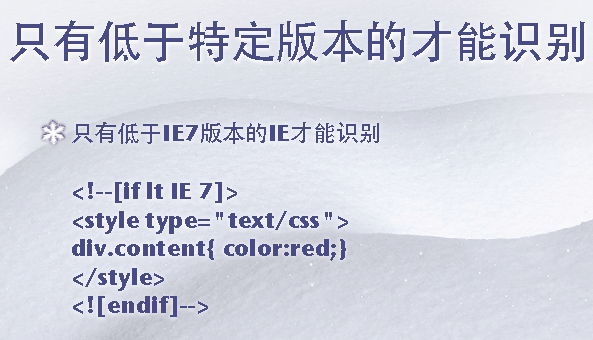 只有低于特定版本的才能识别
只有低于IE7版本的IE才能识别
<!--[if lt IE 7]>
<style type="text/css">
div.content{ color:red;}
</style>
<![endif]-->